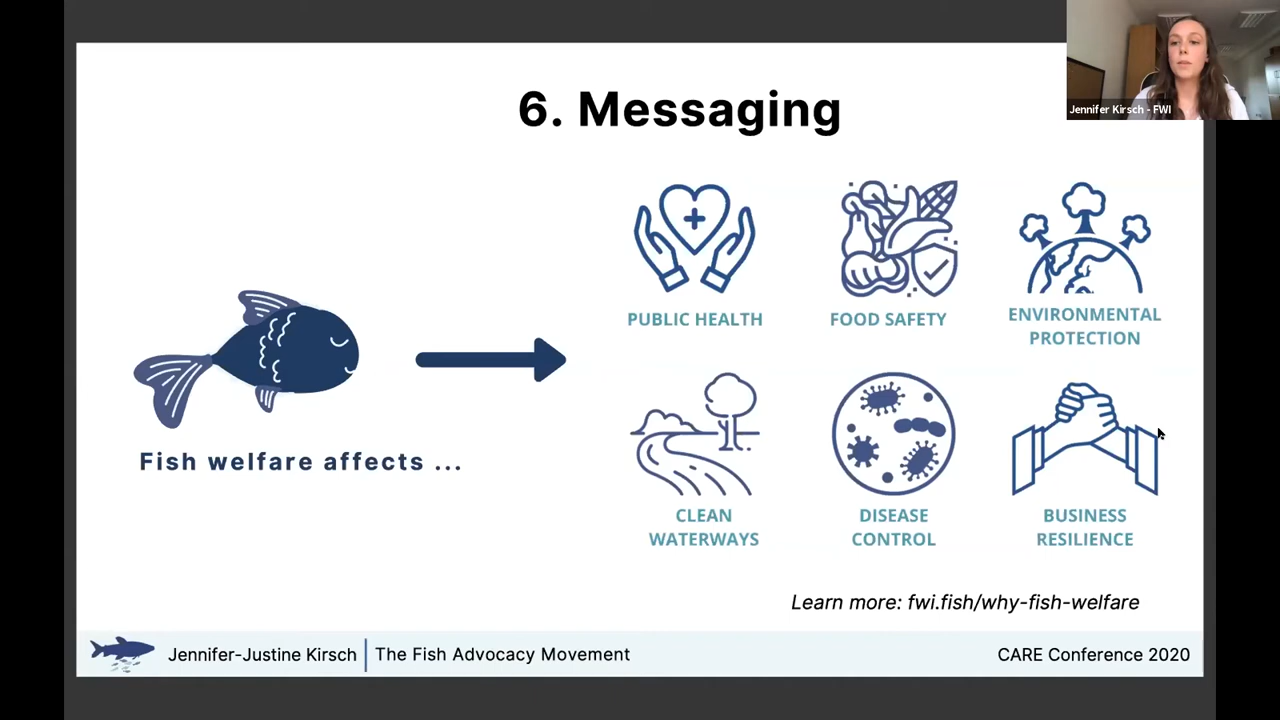 6. Messaging
Jennifer Kirsch - FWI
PUBLIC HEALTH
FOOD SAFETY
ENVIRONMENTAL
PROTECTION
Fish welfare affects ...
CLEAN
WATERWAYS
DISEASE
CONTROL
BUSINESS
RESILIENCE
Learn more: fwi.fish/why-fish-welfare
Jennifer-Justine Kirsch
The Fish Advocacy Movement
CARE Conference 2020